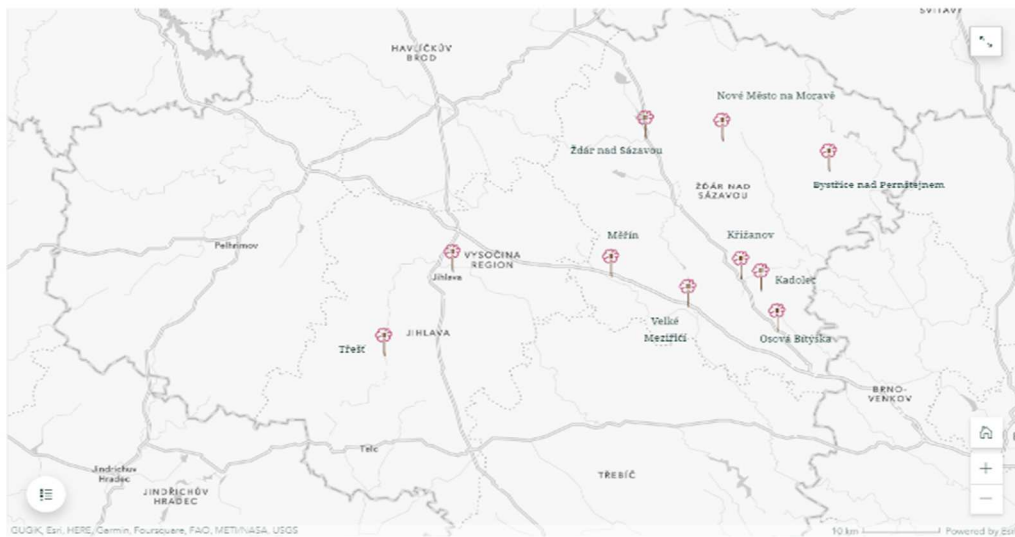 SVITAVY
HAVLÍČKŮV
BROD
Nové Město na Moravě
Žďár nad Sázavou
Bystřice nad Pernštejnem
ŽĎÁR NAD
SÁZAVOU
Pelhřimov
Měřín
Křižanov
VYSOČINA
REGION
Jihlava
Kadolec
Velké
Meziříčí
Osová Bítýška
JIHLAVA
Třešť
BRNO-
VENKOV
Telč
TŘEBÍČ
Jindřichův
Hradec
JINDŘICHŮV
HRADEC
GUGiK, Esri, HERE, Garmin, Foursquare, FAO, METI/NASA, USGS
10 km
Powered by Esri